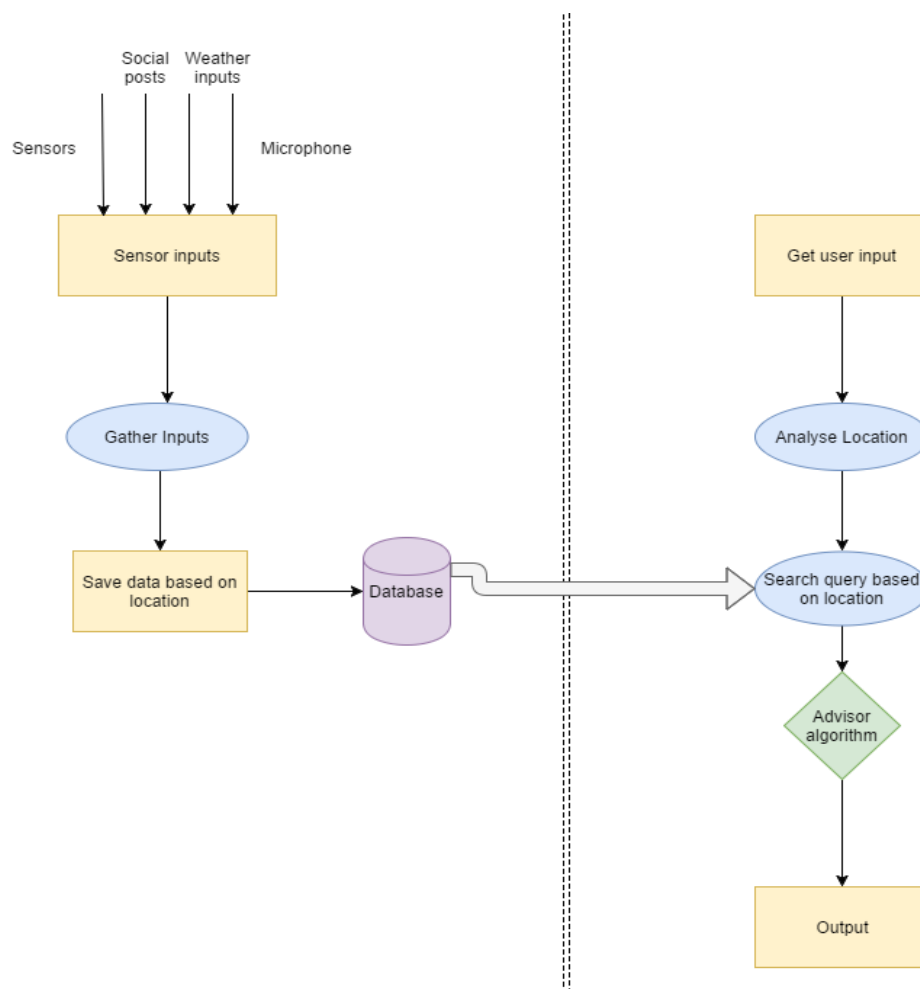 Social
posts
Weather
inputs
Sensors
Microphone
Sensor inputs
Get user input
Gather Inputs
Analyse Location
Save data based on
location
Database
Search query based
on location
Advisor
algorithm
Output